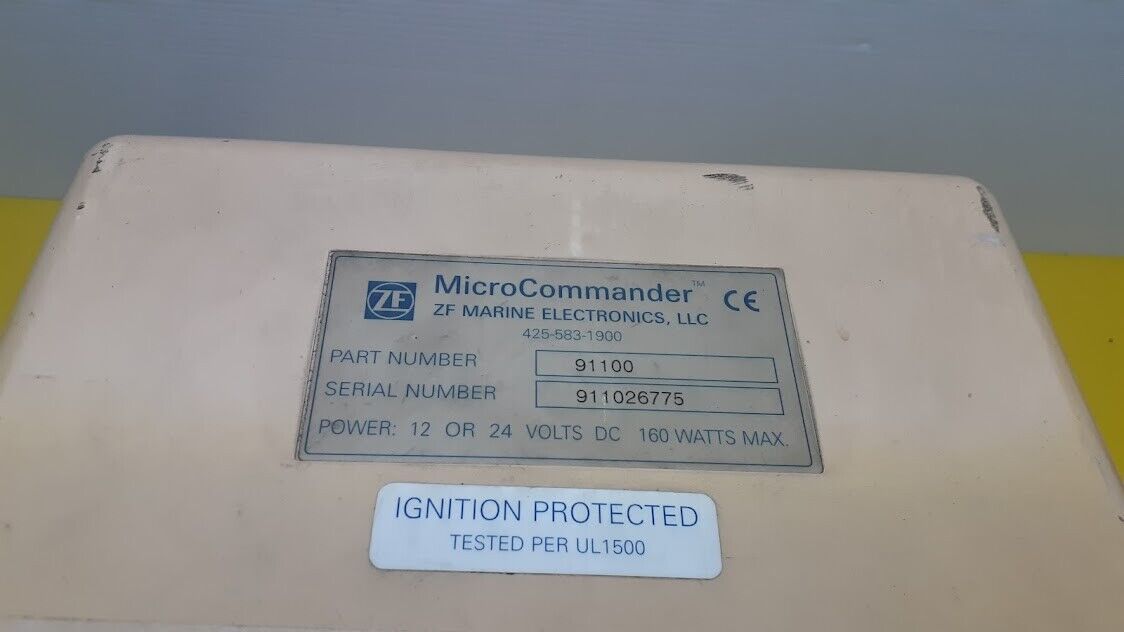 ZF MicroCommander™ CE
ZF MARINE ELECTRONICS, LLC
425-583-1900
PART NUMBER 91100
SERIAL NUMBER 911026775
POWER: 12 OR 24 VOLTS DC 160 WATTS MAX.
IGNITION PROTECTED
TESTED PER UL1500